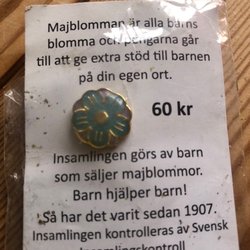 Majblomman är alla barns
blomma och pengarna går
till att ge extra stöd till barnen
på din egen ort.
60 kr
Insamlingen görs av barn
som säljer majblommor.
Barn hjälper barn!
Så har det varit sedan 1907.
Insamlingen kontrolleras av Svensk
Insamlingskontroll